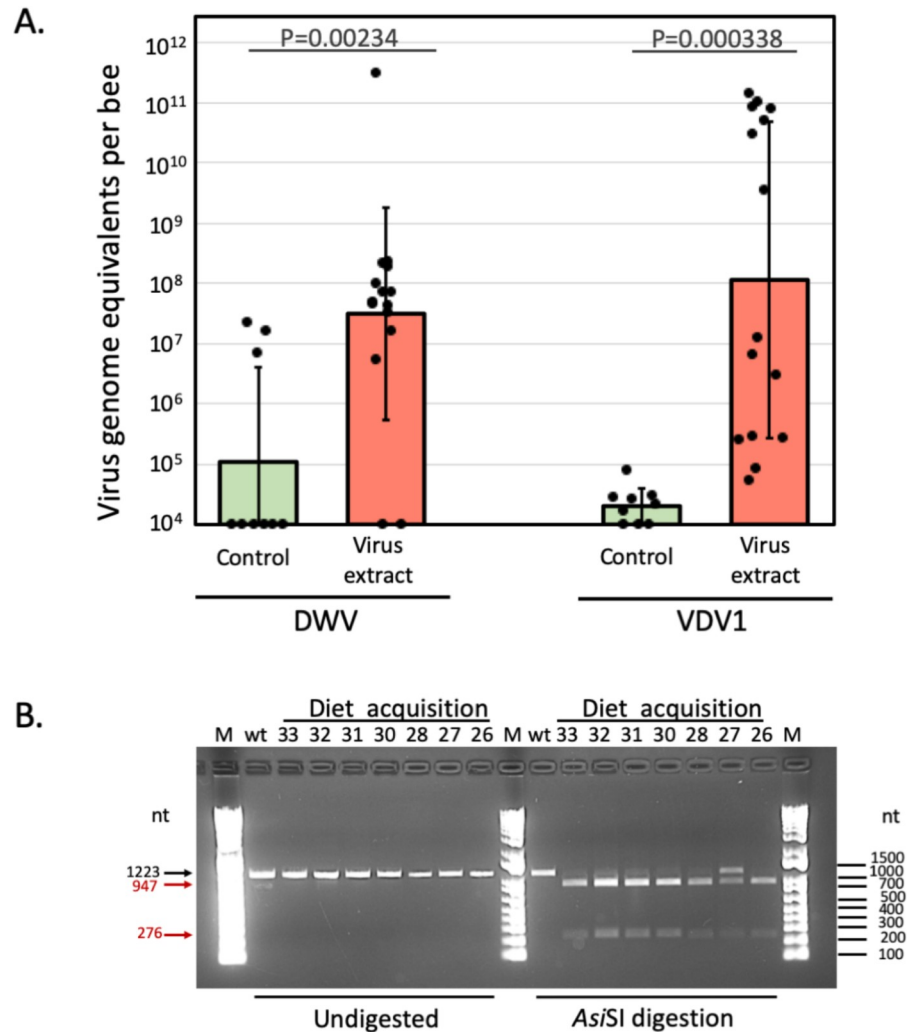 A.
P=0.00234
P=0.000338
Virus genome equivalents per bee
10¹²
10¹¹
10¹⁰
10⁹
10⁸
10⁷
10⁶
10⁵
10⁴
Control
Virus
extract
Control
Virus
extract
DWV
VDV1
B.
Diet acquisition
Diet acquisition
M wt 33 32 31 30 28 27 26 M wt 33 32 31 30 28 27 26 M
nt
nt
1223
947
276
1500
1000
700
500
400
300
200
100
Undigested
AsiSI digestion